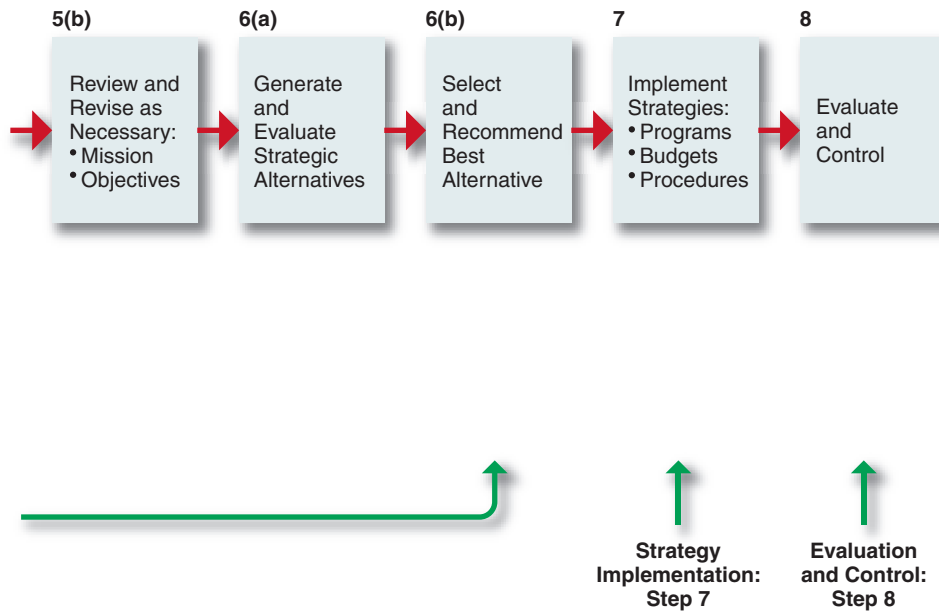 5(b)
6(a)
6(b)
7
8
Review and
Revise as
Necessary:
• Mission
• Objectives
Generate
and
Evaluate
Strategic
Alternatives
Select
and
Recommend
Best
Alternative
Implement
Strategies:
• Programs
• Budgets
• Procedures
Evaluate
and
Control
Strategy
Implementation:
Step 7
Evaluation
and Control:
Step 8